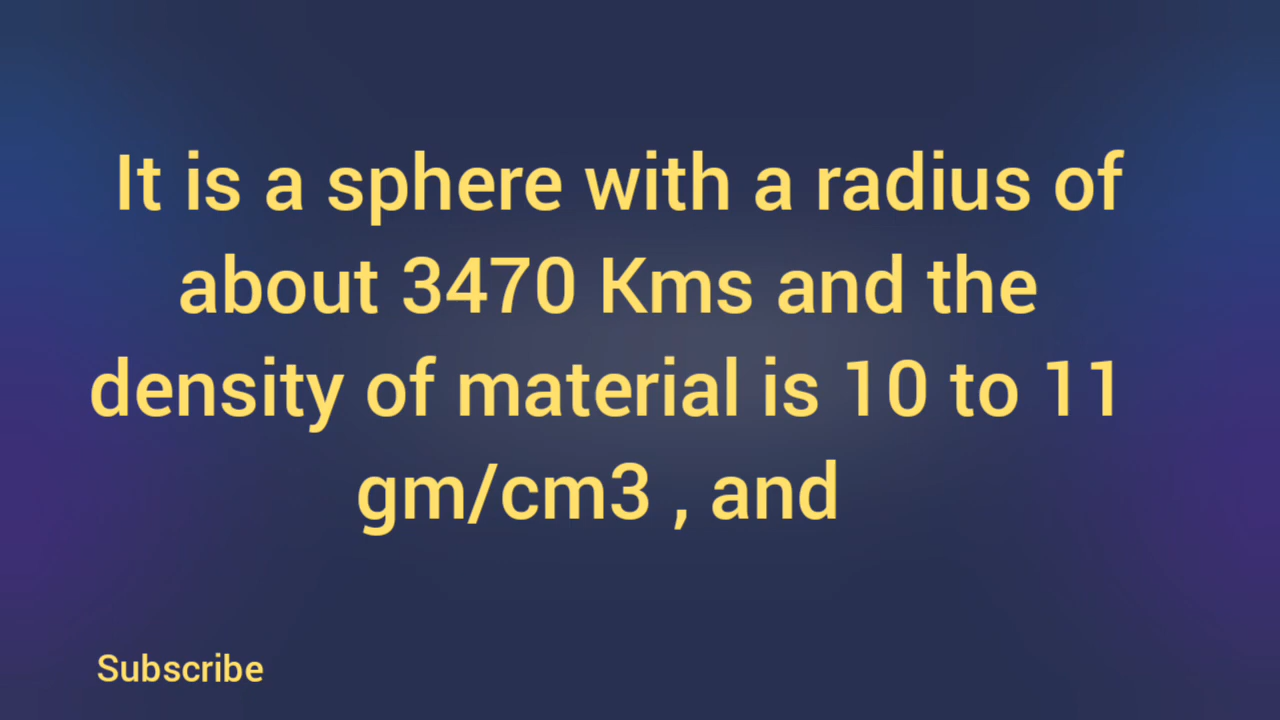 It is a sphere with a radius of
about 3470 Kms and the
density of material is 10 to 11
gm/cm3 , and
Subscribe